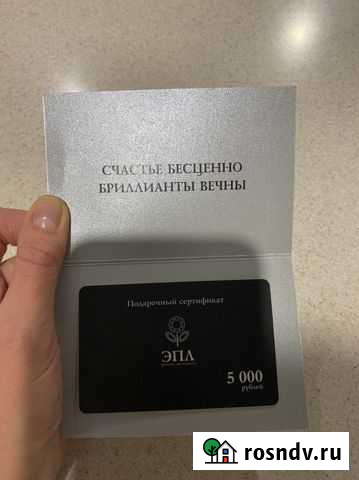 СЧАСТЬЕ БЕСЦЕННО
БРИЛЛИАНТЫ ВЕЧНЫ
Подарочный сертификат
ЭПЛ
5 000
рублей
rosndv.ru